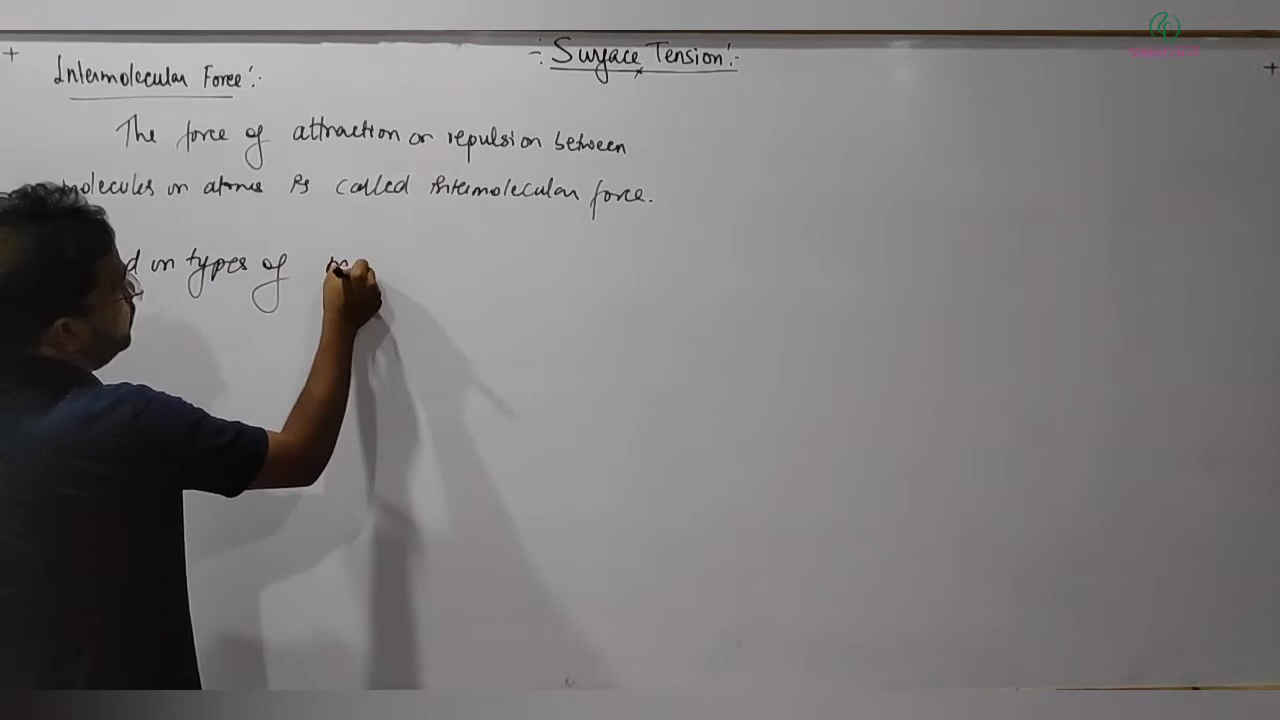 -: Surface Tension :-
Intermolecular Force :-
The force of attraction or repulsion between
molecules or atoms is called intermolecular force.
on types of